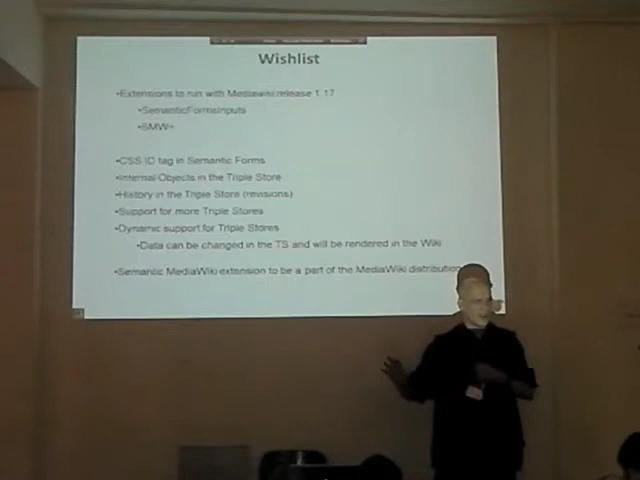 Wishlist
•Extensions to run with Mediawiki release 1.17
•SemanticFormsInputs
•SMW+
•CSS ID tag in Semantic Forms
•Internal Objects in the Triple Store
•History in the Triple Store (revisions)
•Support for more Triple Stores
•Dynamic support for Triple Stores
•Data can be changed in the TS and will be rendered in the Wiki
•Semantic MediaWiki extension to be a part of the MediaWiki distribution